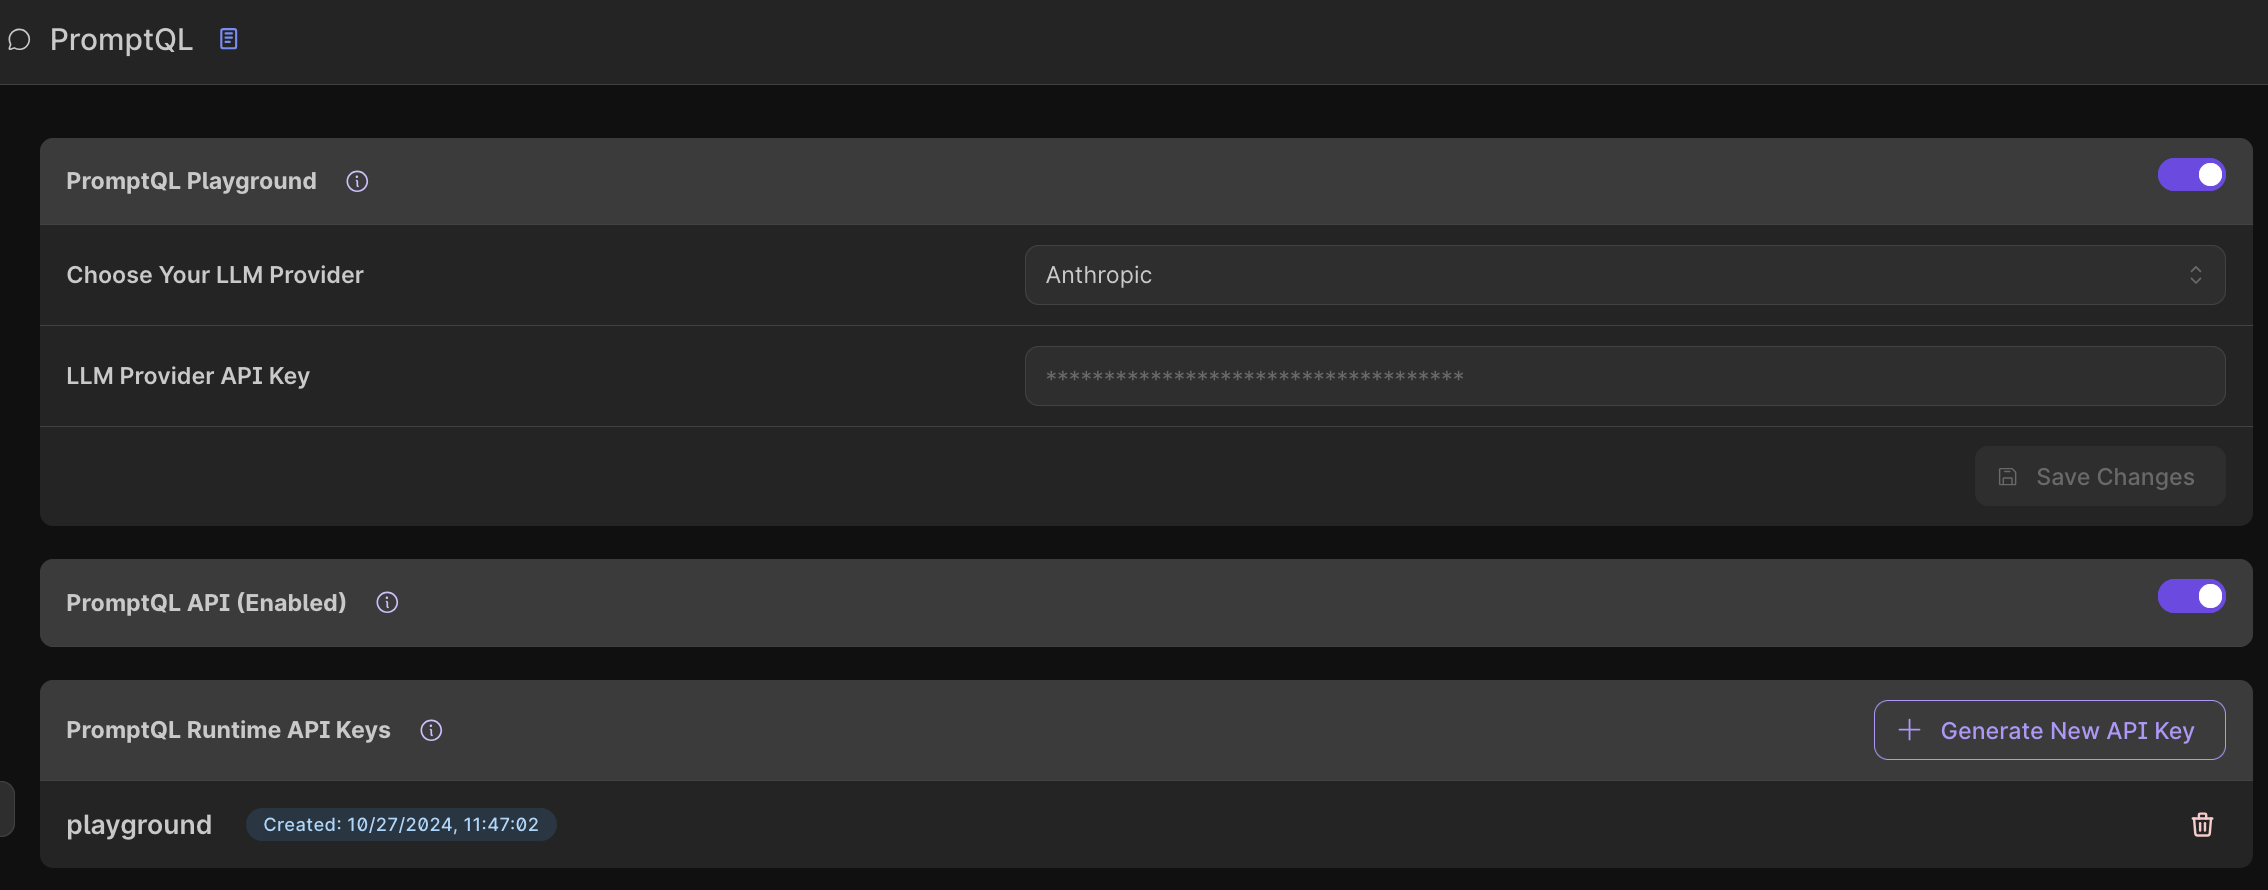 PromptQL
PromptQL Playground
Choose Your LLM Provider
Anthropic
LLM Provider API Key
************************************
Save Changes
PromptQL API (Enabled)
PromptQL Runtime API Keys
Generate New API Key
playground
Created: 10/27/2024, 11:47:02